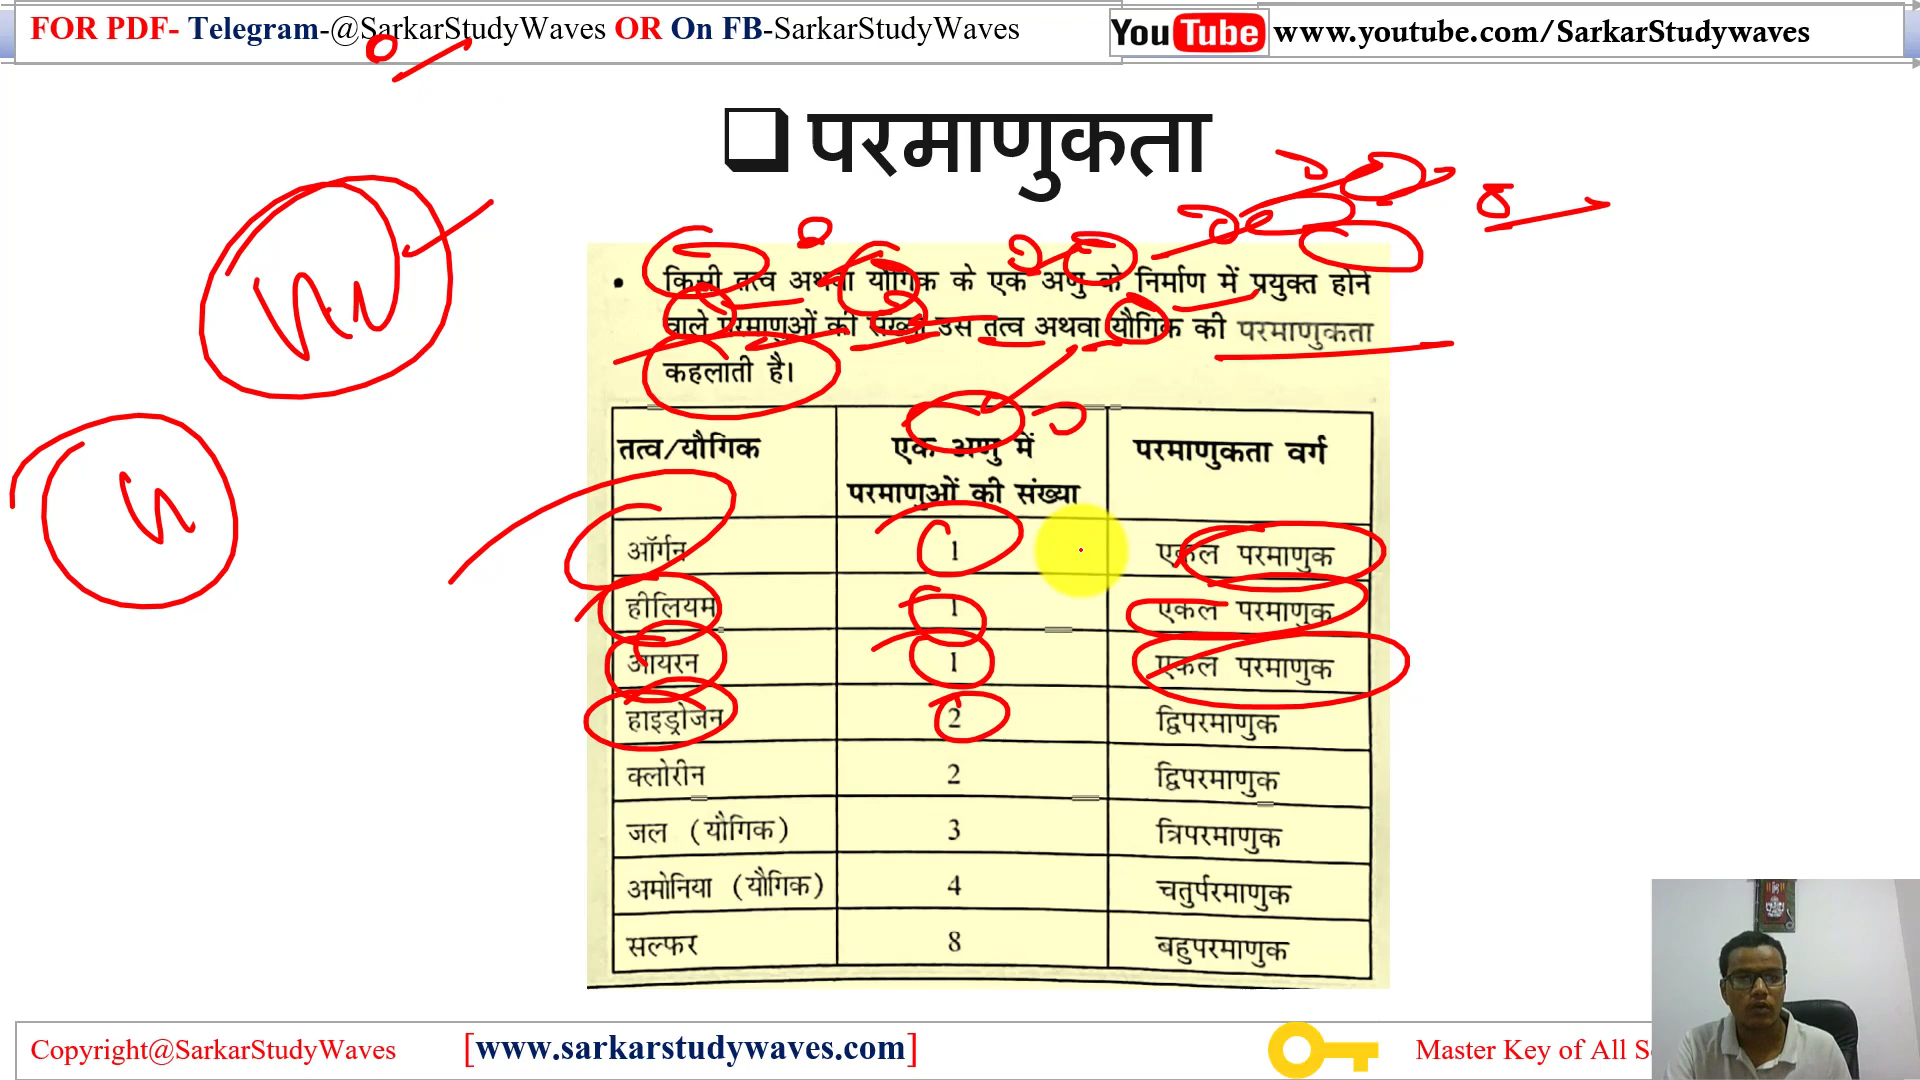 FOR PDF- Telegram-@SarkarStudyWaves OR On FB-SarkarStudyWaves
YouTube www.youtube.com/SarkarStudywaves
परमाणुकता
• किसी तत्व अथवा यौगिक के एक अणु के निर्माण में प्रयुक्त होने
वाले परमाणुओं की संख्या उस तत्व अथवा यौगिक की परमाणुकता
कहलाती है।
तत्व/यौगिक एक अणु में परमाणुकता वर्ग
परमाणुओं की संख्या
ऑर्गन 1 एकल परमाणुक
हीलियम 1 एकल परमाणुक
आयरन 1 एकल परमाणुक
हाइड्रोजन 2 द्विपरमाणुक
क्लोरीन 2 द्विपरमाणुक
जल (यौगिक) 3 त्रिपरमाणुक
अमोनिया (यौगिक) 4 चतुर्परमाणुक
सल्फर 8 बहुपरमाणुक
Copyright@SarkarStudyWaves [www.sarkarstudywaves.com] Master Key of All